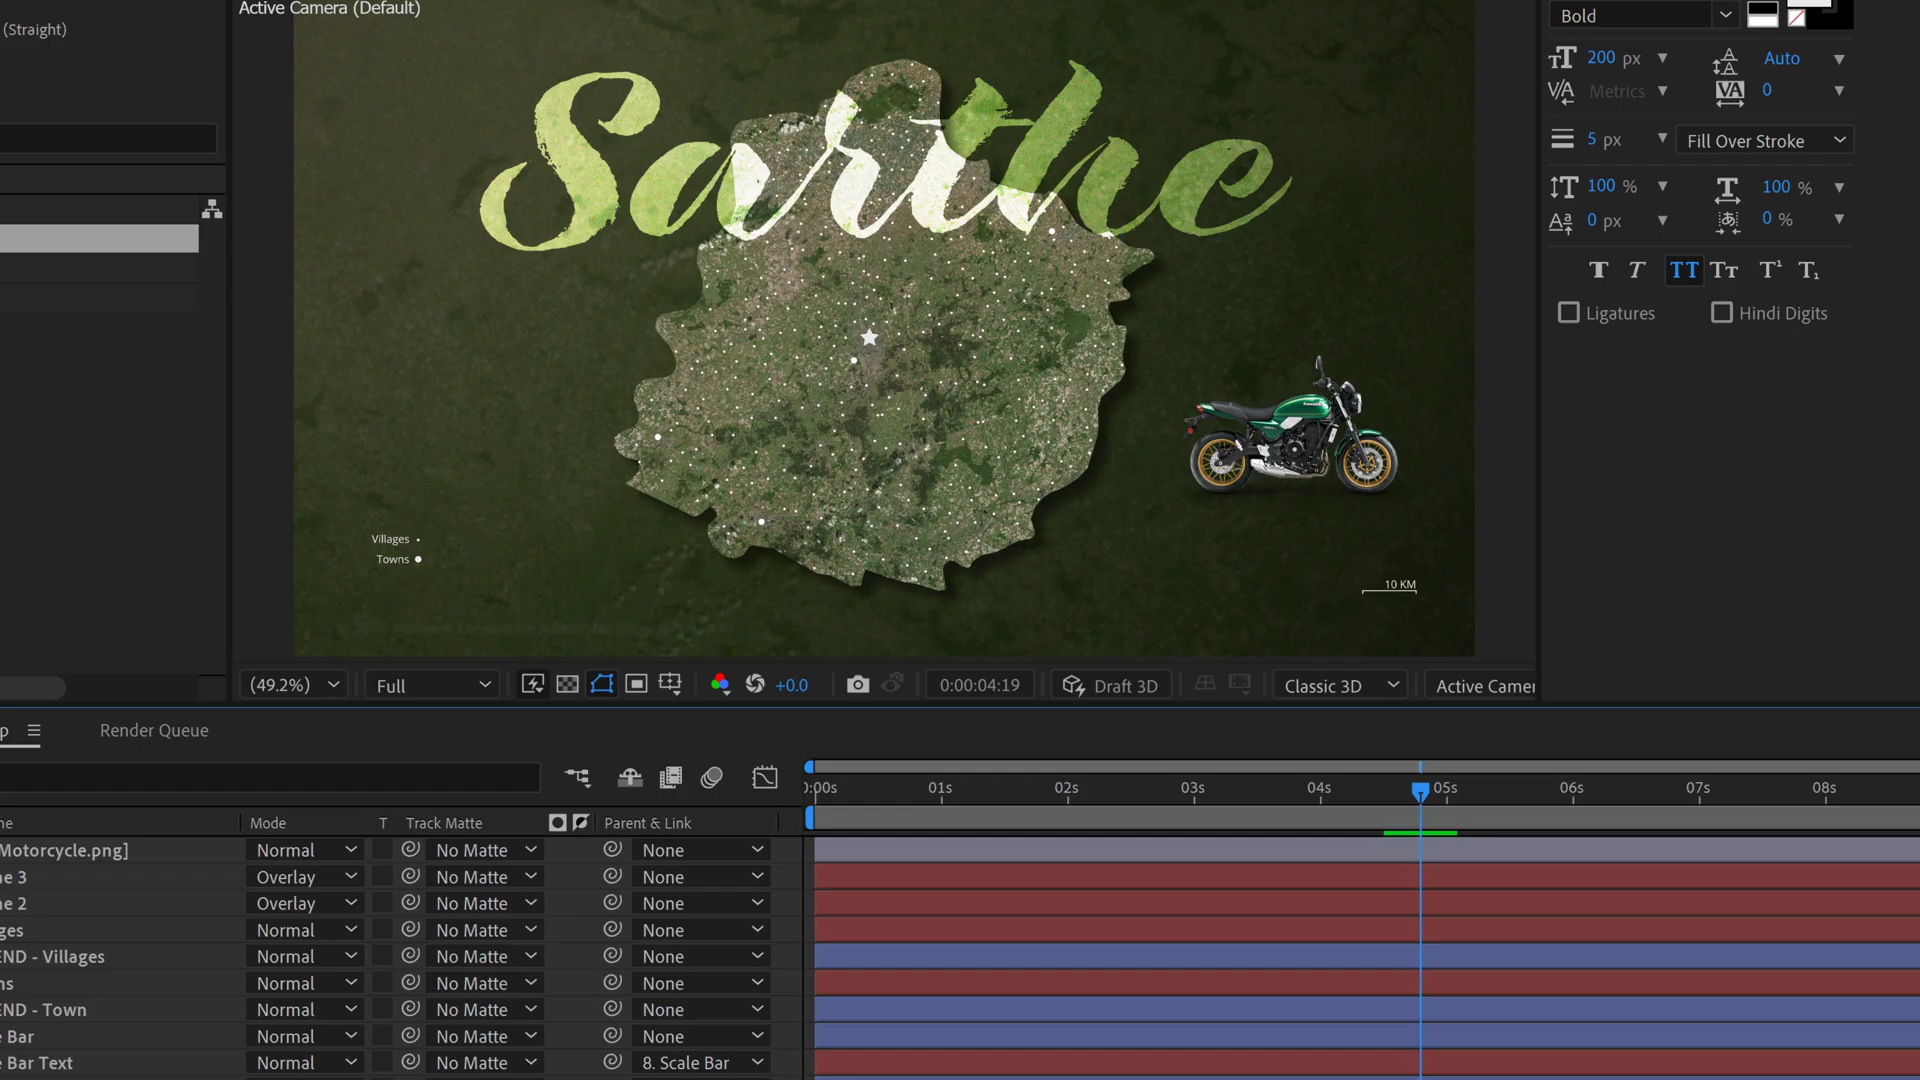 Active Camera (Default)
(Straight)
Sarthe
Villages
Towns
10 KM
Bold
200 px
Auto
Metrics
0
5 px
Fill Over Stroke
100 %
100 %
0 px
0 %
Ligatures
Hindi Digits
(49.2%)
Full
+0.0
0:00:04:19
Draft 3D
Classic 3D
Active Camer
p
Render Queue
0:00s 01s 02s 03s 04s 05s 06s 07s 08s
ne Mode T Track Matte Parent & Link
Motorcycle.png] Normal No Matte None
ne 3 Overlay No Matte None
ne 2 Overlay No Matte None
ges Normal No Matte None
END - Villages Normal No Matte None
ns Normal No Matte None
END - Town Normal No Matte None
e Bar Normal No Matte None
e Bar Text Normal No Matte 8. Scale Bar